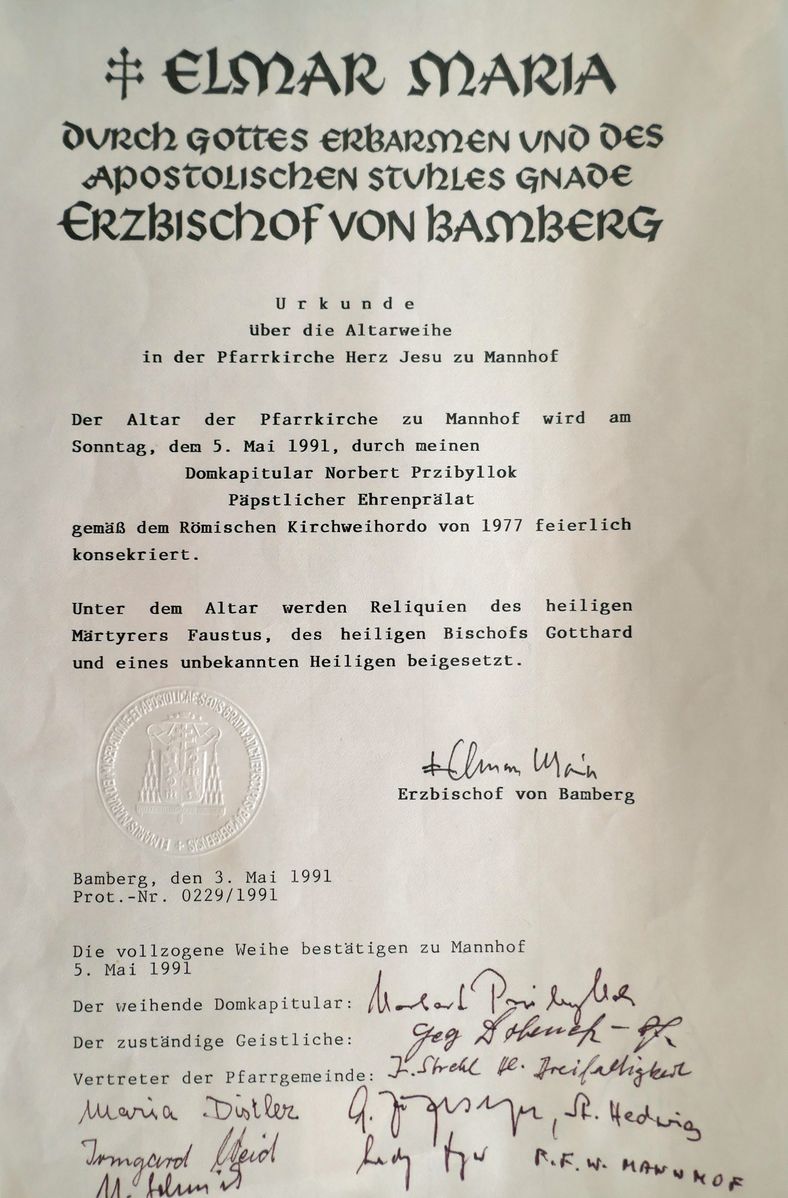 ‡ ELMAR MARIA
DURCH GOTTES ERBARMEN UND DES
APOSTOLISCHEN STUHLES GNADE
ERZBISCHOF VON BAMBERG
Urkunde
über die Altarweihe
in der Pfarrkirche Herz Jesu zu Mannhof
Der Altar der Pfarrkirche zu Mannhof wird am
Sonntag, dem 5. Mai 1991, durch meinen
Domkapitular Norbert Przibyllok
Päpstlicher Ehrenprälat
gemäß dem Römischen Kirchweihordo von 1977 feierlich
konsekriert.
Unter dem Altar werden Reliquien des heiligen
Märtyrers Faustus, des heiligen Bischofs Gotthard
und eines unbekannten Heiligen beigesetzt.
‡ Elmar Maria
Erzbischof von Bamberg
Bamberg, den 3. Mai 1991
Prot.-Nr. 0229/1991
Die vollzogene Weihe bestätigen zu Mannhof
5. Mai 1991
Der weihende Domkapitular: Norbert Przibyllok
Der zuständige Geistliche:
Vertreter der Pfarrgemeinde: Hl. Dreifaltigkeit
Maria Distler St. Hedwig
Irmgard F.F.W. MANNHOF